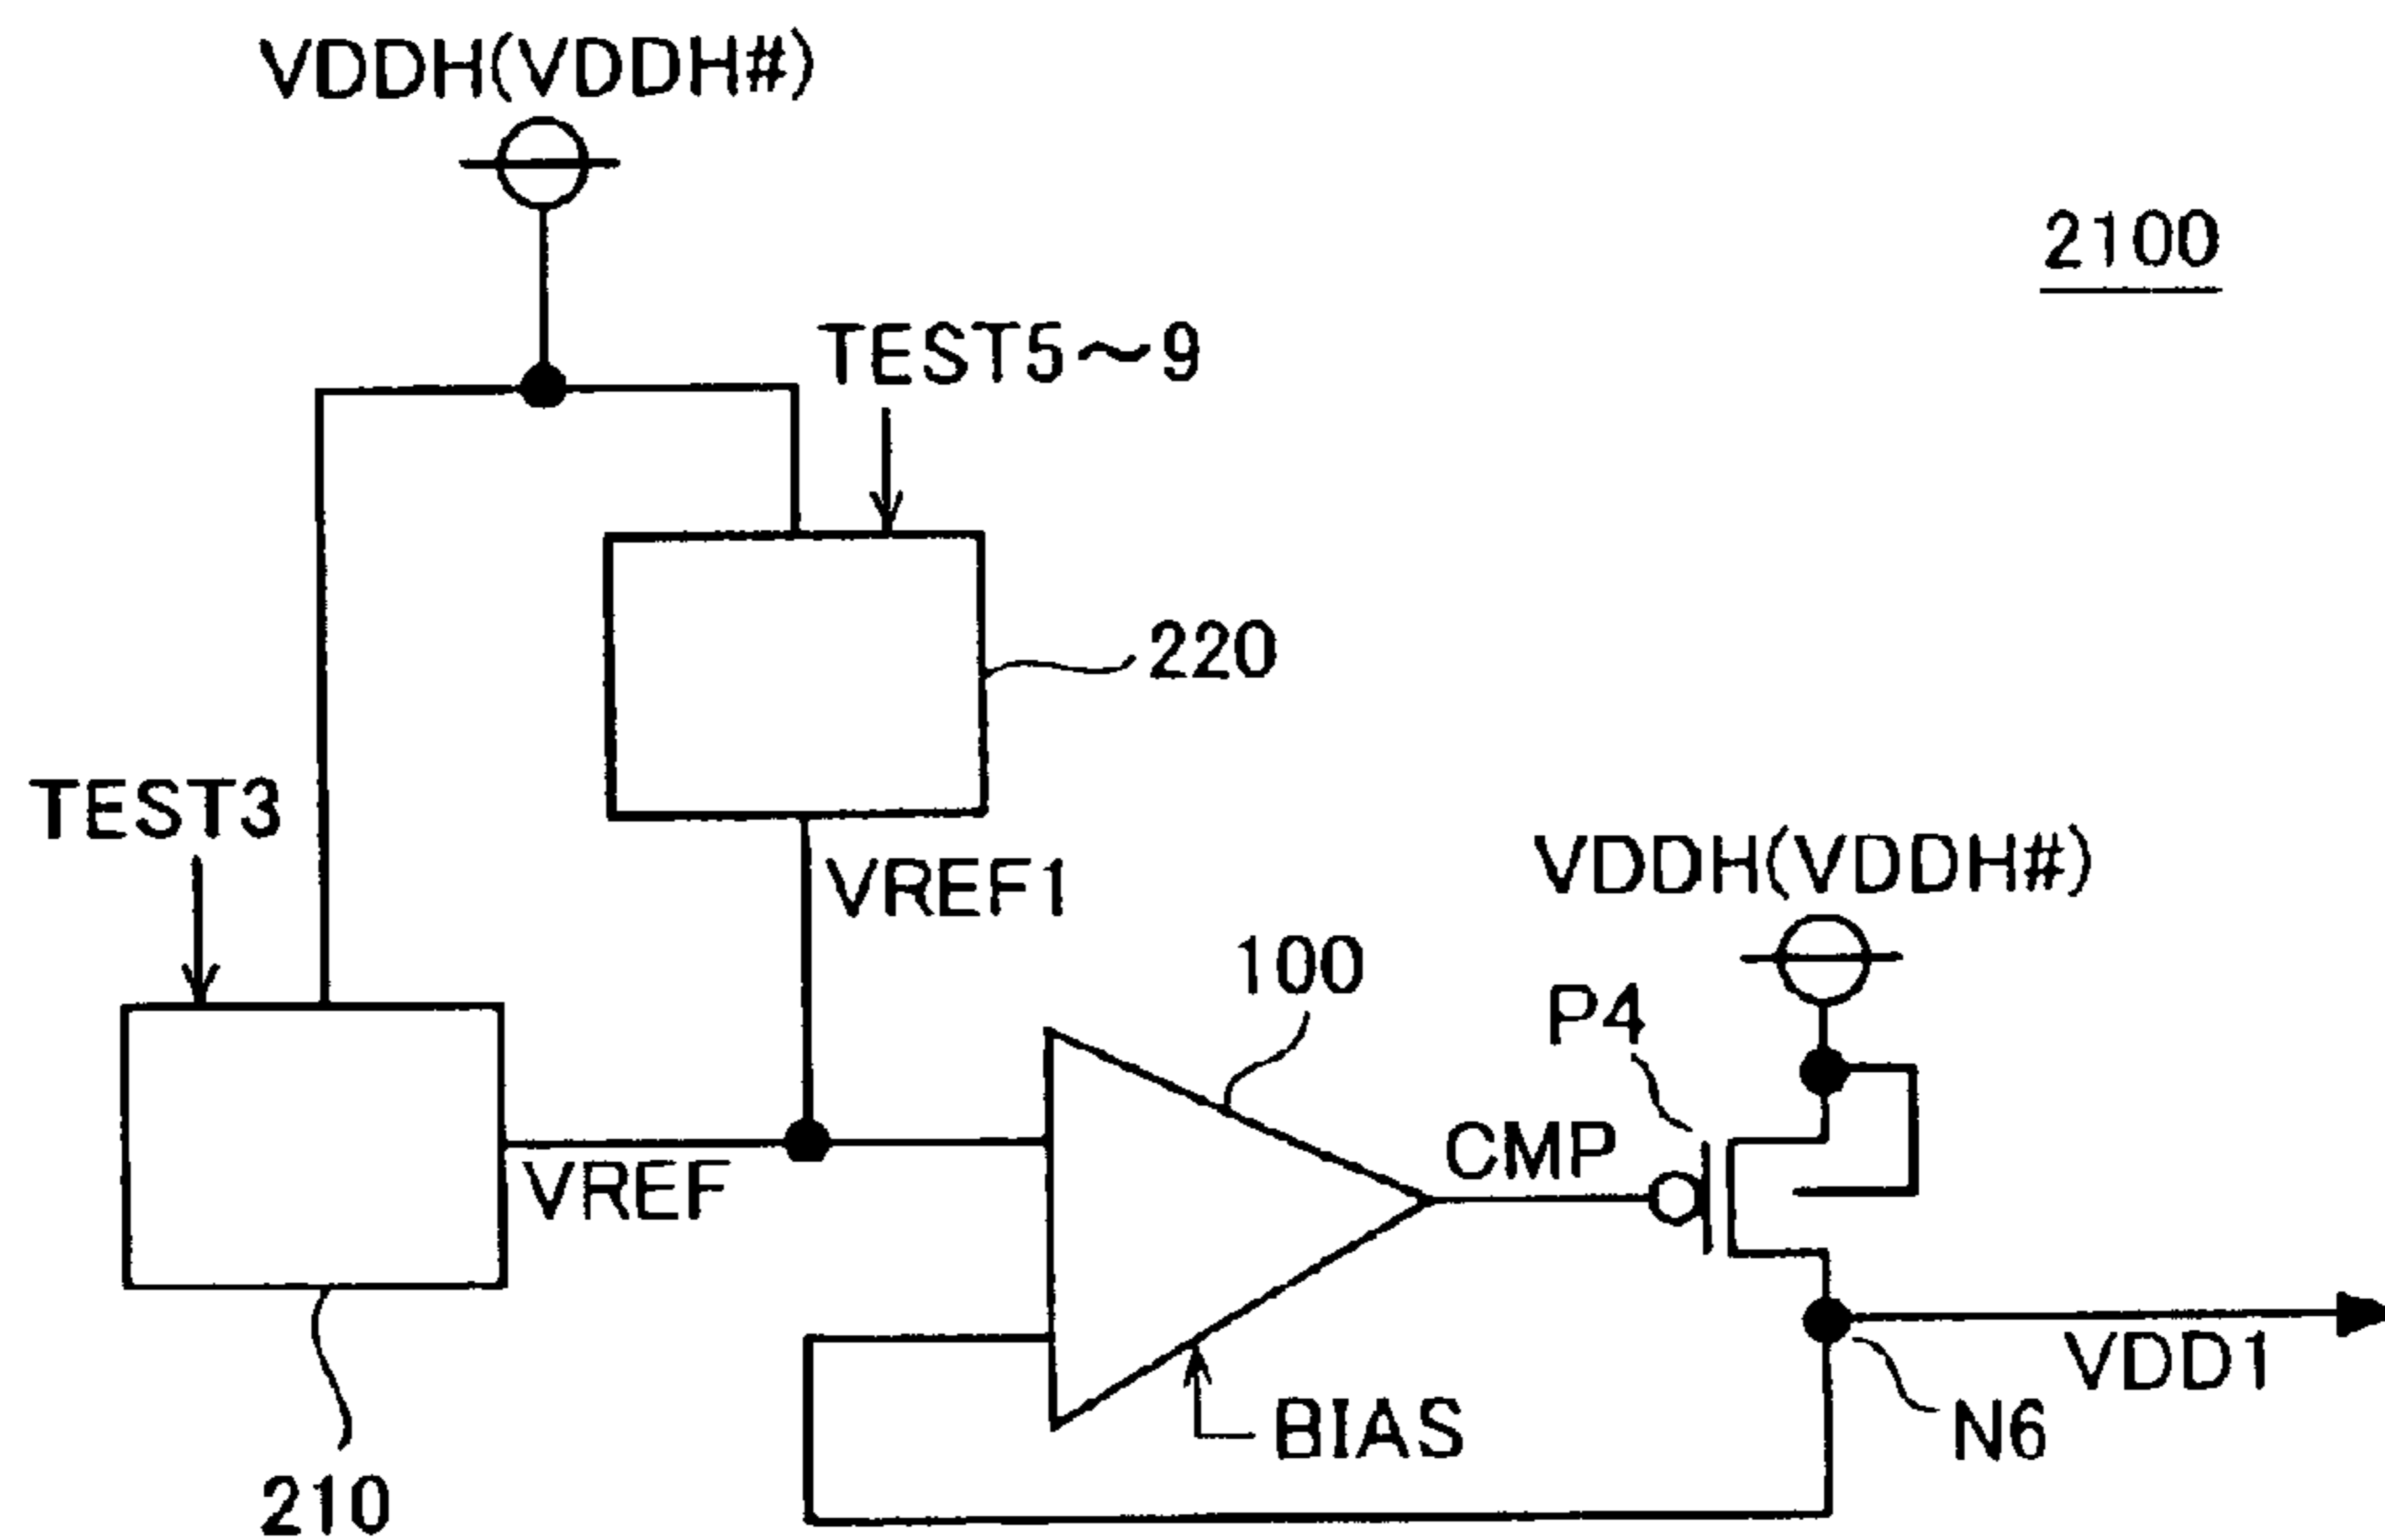 VDDH(VDDH#)
2100
TEST5～9
220
TEST3
VREF1
VDDH(VDDH#)
100
P4
CMP
VREF
VDD1
BIAS
N6
210